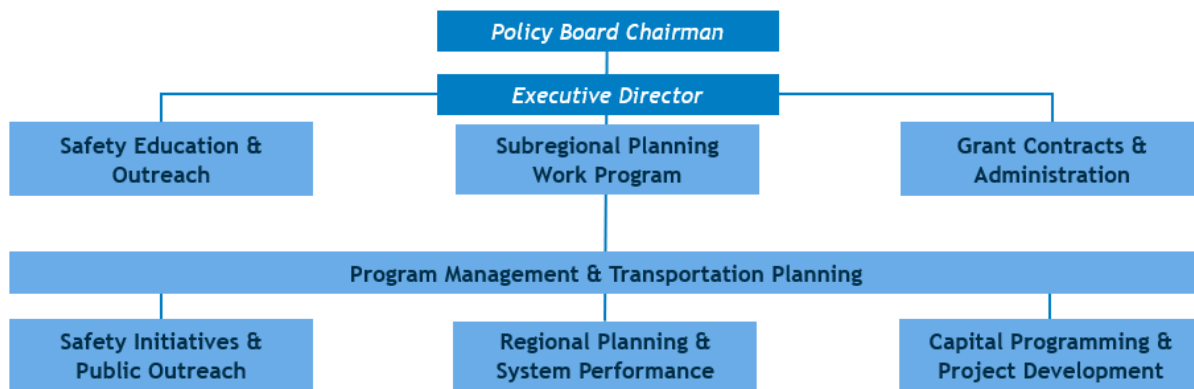 Policy Board Chairman
Executive Director
Safety Education &
Outreach
Subregional Planning
Work Program
Grant Contracts &
Administration
Program Management & Transportation Planning
Safety Initiatives &
Public Outreach
Regional Planning &
System Performance
Capital Programming &
Project Development